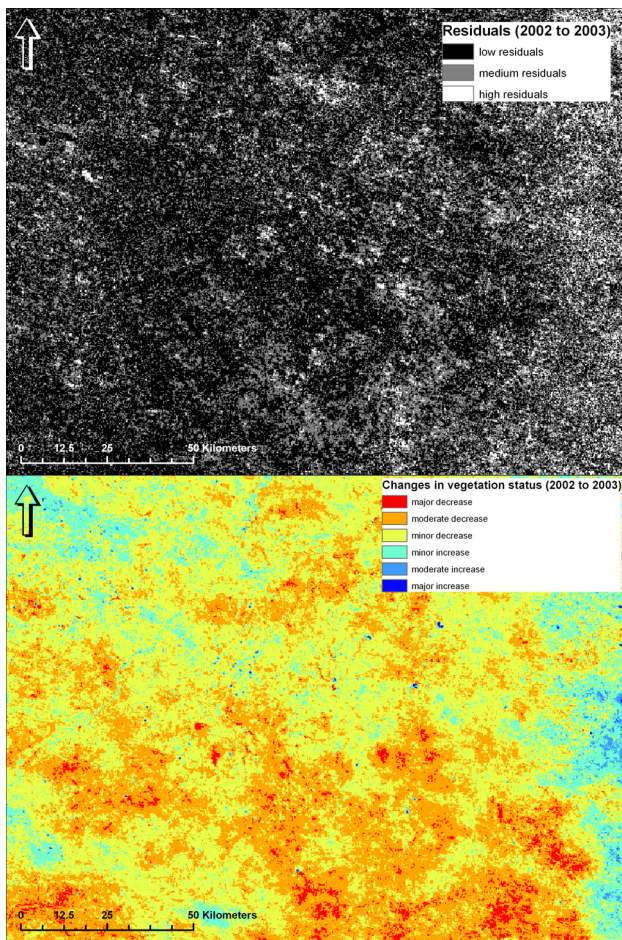 Residuals (2002 to 2003)
low residuals
medium residuals
high residuals
0 12.5 25 50 Kilometers
Changes in vegetation status (2002 to 2003)
major decrease
moderate decrease
minor decrease
minor increase
moderate increase
major increase
0 12.5 25 50 Kilometers